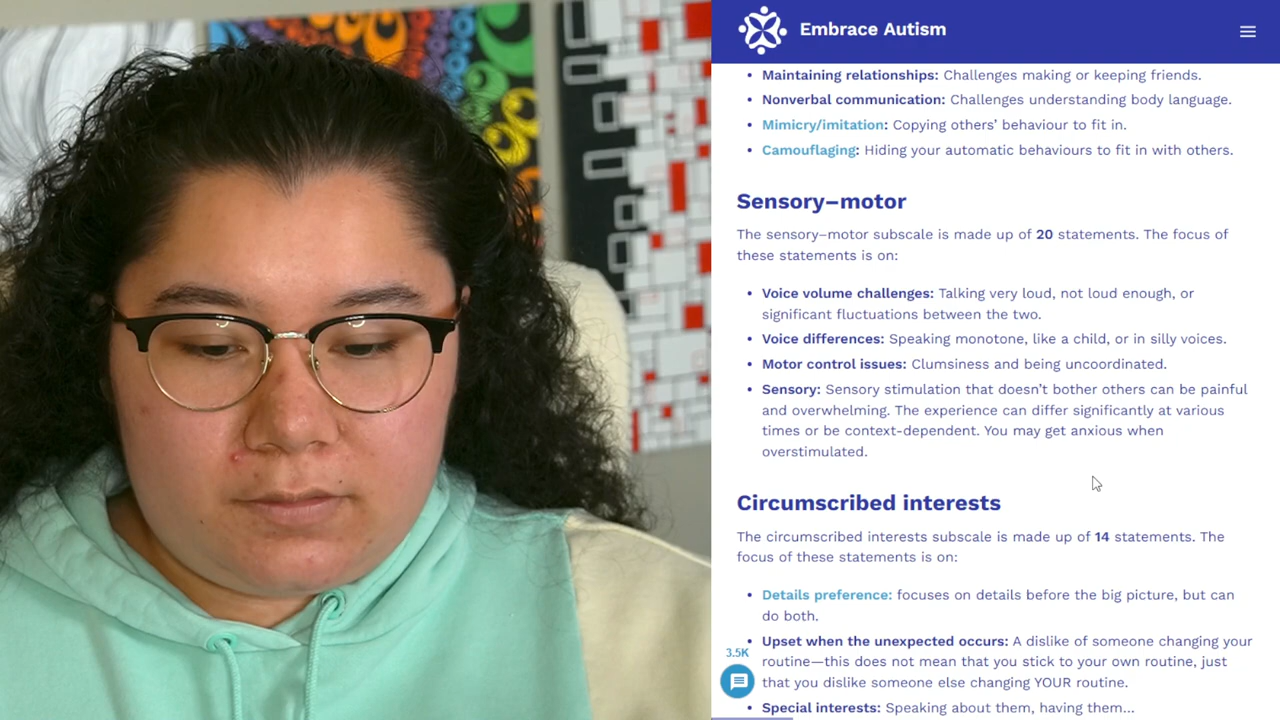 Embrace Autism
• Maintaining relationships: Challenges making or keeping friends.
• Nonverbal communication: Challenges understanding body language.
• Mimicry/imitation: Copying others’ behaviour to fit in.
• Camouflaging: Hiding your automatic behaviours to fit in with others.
Sensory–motor
The sensory–motor subscale is made up of 20 statements. The focus of
these statements is on:
• Voice volume challenges: Talking very loud, not loud enough, or
significant fluctuations between the two.
• Voice differences: Speaking monotone, like a child, or in silly voices.
• Motor control issues: Clumsiness and being uncoordinated.
• Sensory: Sensory stimulation that doesn’t bother others can be painful
and overwhelming. The experience can differ significantly at various
times or be context-dependent. You may get anxious when
overstimulated.
Circumscribed interests
The circumscribed interests subscale is made up of 14 statements. The
focus of these statements is on:
• Details preference: focuses on details before the big picture, but can
do both.
• Upset when the unexpected occurs: A dislike of someone changing your
routine—this does not mean that you stick to your own routine, just
that you dislike someone else changing YOUR routine.
• Special interests: Speaking about them, having them...
3.5K